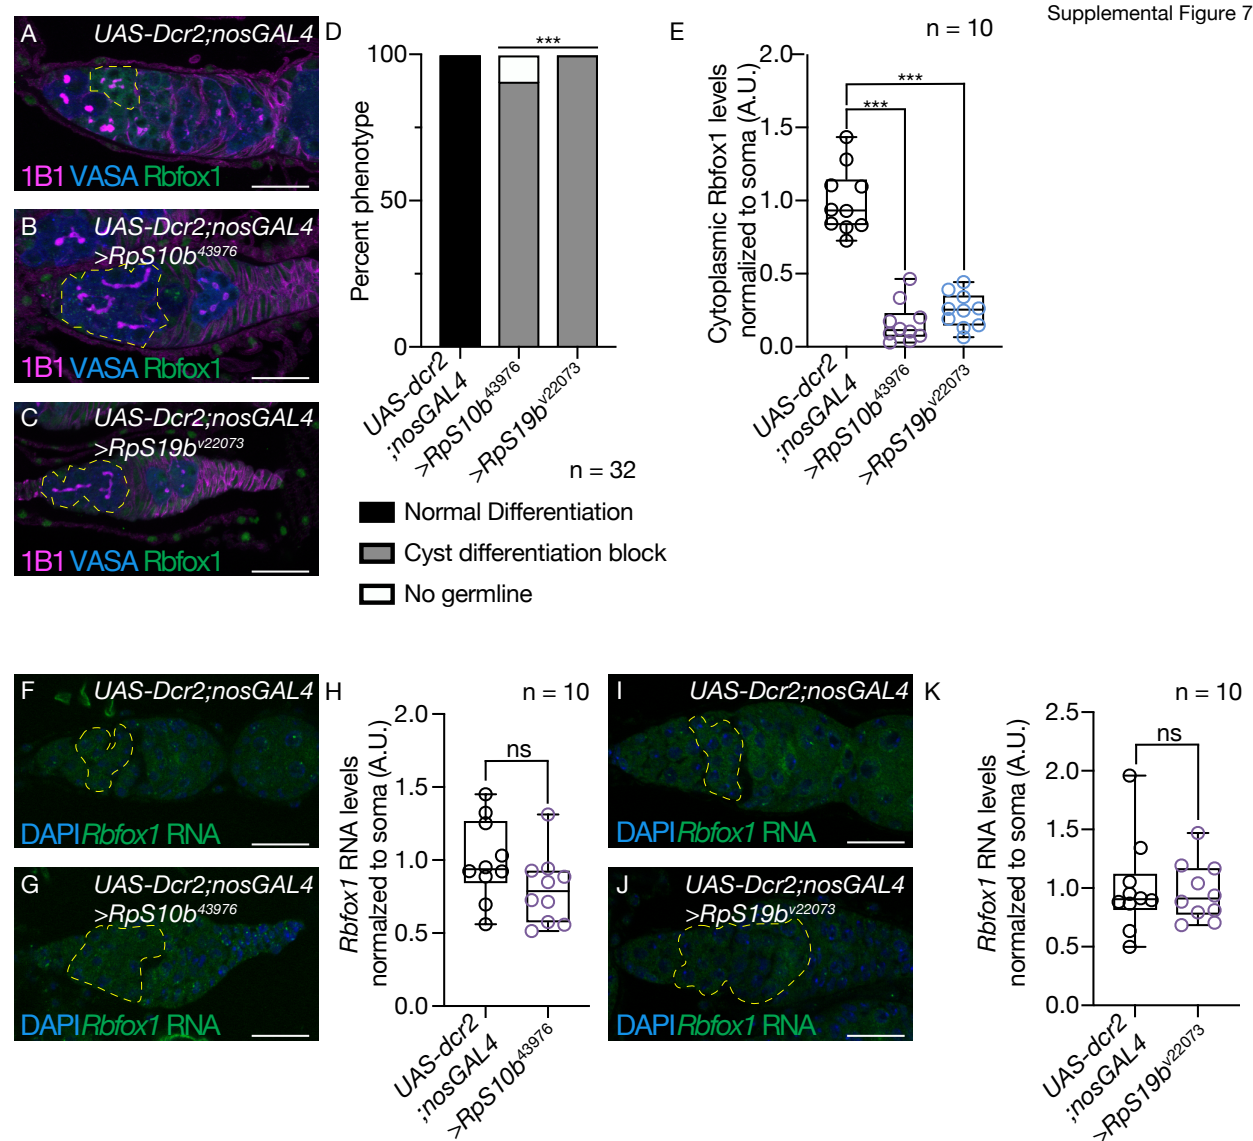 Supplemental Figure 7
A
UAS-Dcr2;nosGAL4
1B1 VASA Rbfox1
B
UAS-Dcr2;nosGAL4
>RpS10b43976
1B1 VASA Rbfox1
C
UAS-Dcr2;nosGAL4
>RpS19bv22073
1B1 VASA Rbfox1
D
***
100
50
0
Percent phenotype
UAS-dcr2
;nosGAL4
>RpS10b43976
>RpS19bv22073
n = 32
Normal Differentiation
Cyst differentiation block
No germline
E
n = 10
***
***
2.0
1.5
1.0
0.5
0.0
Cytoplasmic Rbfox1 levels
normalized to soma (A.U.)
UAS-dcr2
;nosGAL4
>RpS10b43976
>RpS19bv22073
F
UAS-Dcr2;nosGAL4
DAPI Rbfox1 RNA
G
UAS-Dcr2;nosGAL4
>RpS10b43976
DAPI Rbfox1 RNA
H
n = 10
ns
2.0
1.5
1.0
0.5
0.0
Rbfox1 RNA levels
normalized to soma (A.U.)
UAS-dcr2
;nosGAL4
>RpS10b43976
I
UAS-Dcr2;nosGAL4
DAPI Rbfox1 RNA
J
UAS-Dcr2;nosGAL4
>RpS19bv22073
DAPI Rbfox1 RNA
K
n = 10
ns
2.5
2.0
1.5
1.0
0.5
0.0
Rbfox1 RNA levels
normalized to soma (A.U.)
UAS-dcr2
;nosGAL4
>RpS19bv22073